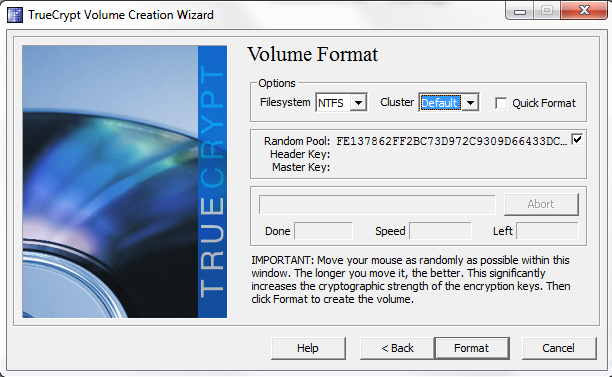 TrueCrypt Volume Creation Wizard
TRUECRYPT
Volume Format
Options
Filesystem NTFS Cluster Default Quick Format
Random Pool: FE137862FF2BC73D972C9309D66433DC...
Header Key:
Master Key:
Abort
Done Speed Left
IMPORTANT: Move your mouse as randomly as possible within this
window. The longer you move it, the better. This significantly
increases the cryptographic strength of the encryption keys. Then
click Format to create the volume.
Help < Back Format Cancel